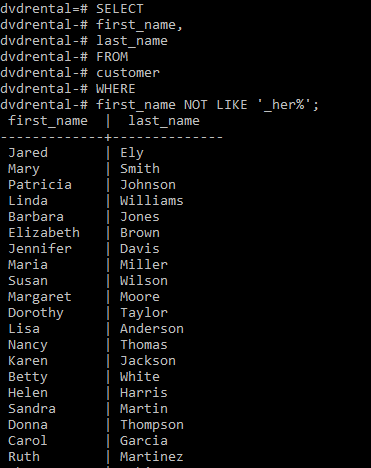 dvdrental=# SELECT
dvdrental-# first_name,
dvdrental-# last_name
dvdrental-# FROM
dvdrental-# customer
dvdrental-# WHERE
dvdrental-# first_name NOT LIKE '_her%';
first_name | last_name
-------------+--------------
Jared | Ely
Mary | Smith
Patricia | Johnson
Linda | Williams
Barbara | Jones
Elizabeth | Brown
Jennifer | Davis
Maria | Miller
Susan | Wilson
Margaret | Moore
Dorothy | Taylor
Lisa | Anderson
Nancy | Thomas
Karen | Jackson
Betty | White
Helen | Harris
Sandra | Martin
Donna | Thompson
Carol | Garcia
Ruth | Martinez